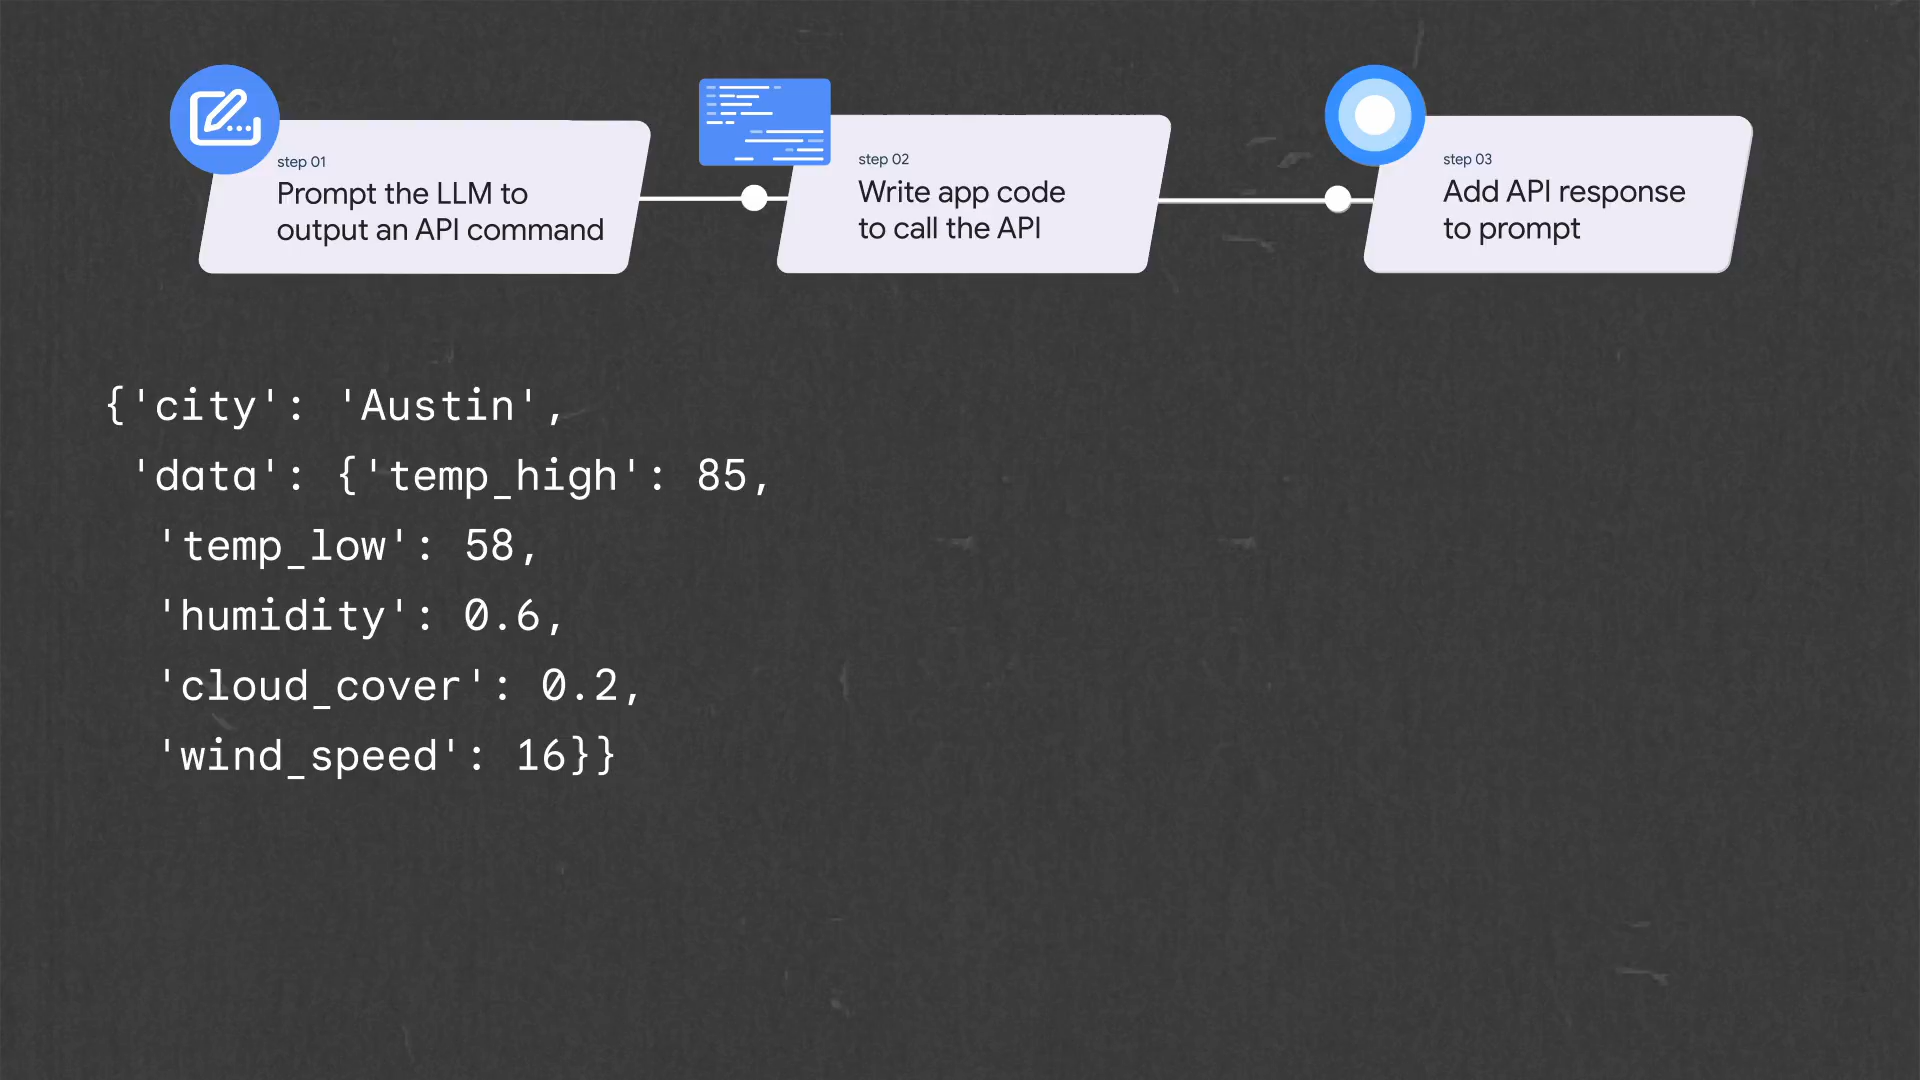 step 01
Prompt the LLM to
output an API command
step 02
Write app code
to call the API
step 03
Add API response
to prompt
{'city': 'Austin',
'data': {'temp_high': 85,
'temp_low': 58,
'humidity': 0.6,
'cloud_cover': 0.2,
'wind_speed': 16}}